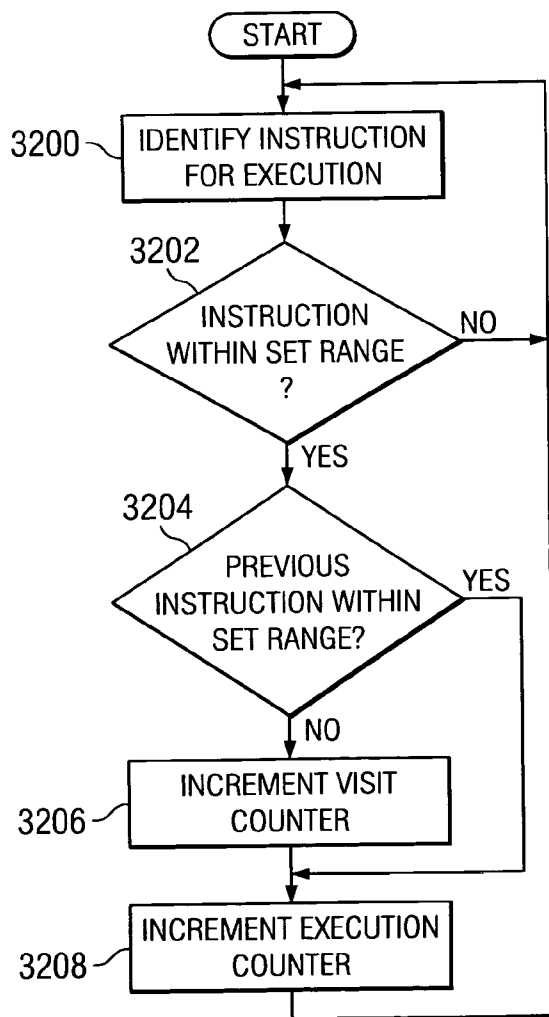 START
3200
IDENTIFY INSTRUCTION
FOR EXECUTION
3202
INSTRUCTION
WITHIN SET RANGE
?
NO
YES
3204
PREVIOUS
INSTRUCTION WITHIN
SET RANGE?
YES
NO
3206
INCREMENT VISIT
COUNTER
3208
INCREMENT EXECUTION
COUNTER